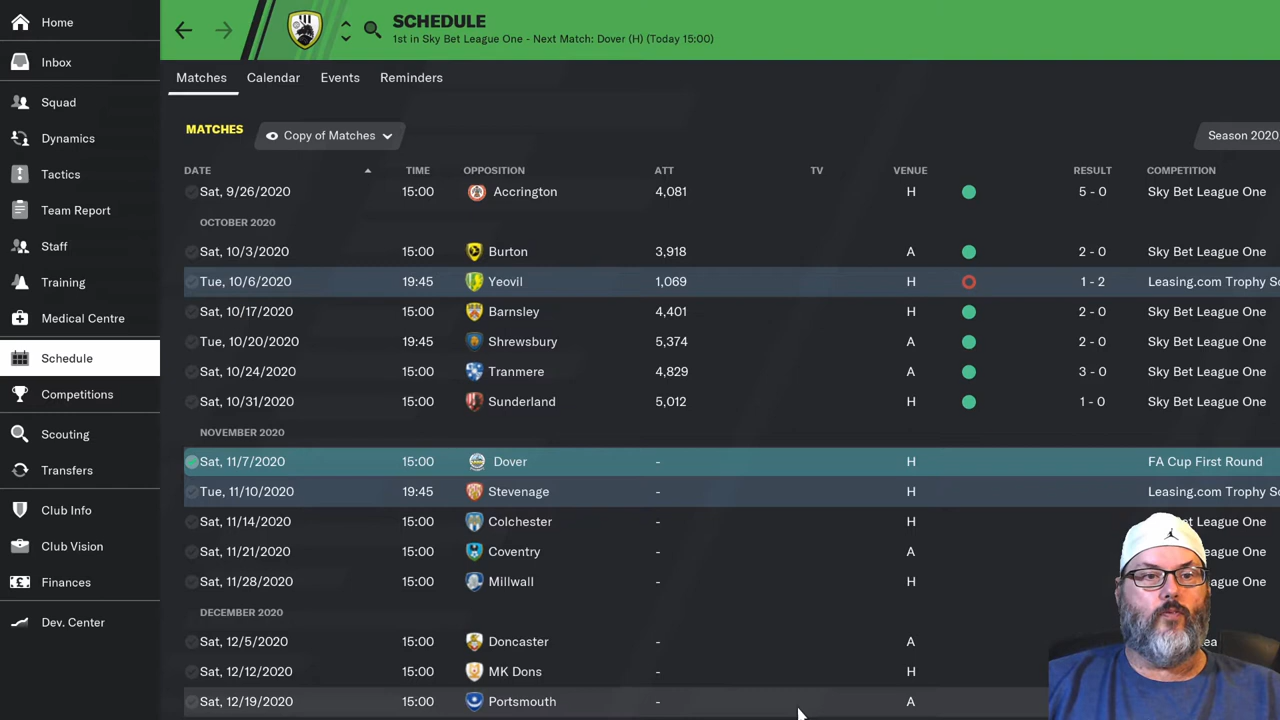 Home
Inbox
Squad
Dynamics
Tactics
Team Report
Staff
Training
Medical Centre
Schedule
Competitions
Scouting
Transfers
Club Info
Club Vision
Finances
Dev. Center
SCHEDULE
1st in Sky Bet League One - Next Match: Dover (H) (Today 15:00)
Matches Calendar Events Reminders
MATCHES Copy of Matches Season 2020
DATE TIME OPPOSITION ATT TV VENUE RESULT COMPETITION
Sat, 9/26/2020 15:00 Accrington 4,081 H 5 - 0 Sky Bet League One
OCTOBER 2020
Sat, 10/3/2020 15:00 Burton 3,918 A 2 - 0 Sky Bet League One
Tue, 10/6/2020 19:45 Yeovil 1,069 H 1 - 2 Leasing.com Trophy So
Sat, 10/17/2020 15:00 Barnsley 4,401 H 2 - 0 Sky Bet League One
Tue, 10/20/2020 19:45 Shrewsbury 5,374 A 2 - 0 Sky Bet League One
Sat, 10/24/2020 15:00 Tranmere 4,829 A 3 - 0 Sky Bet League One
Sat, 10/31/2020 15:00 Sunderland 5,012 H 1 - 0 Sky Bet League One
NOVEMBER 2020
Sat, 11/7/2020 15:00 Dover - H FA Cup First Round
Tue, 11/10/2020 19:45 Stevenage - H Leasing.com Trophy So
Sat, 11/14/2020 15:00 Colchester - H et League One
Sat, 11/21/2020 15:00 Coventry - A League One
Sat, 11/28/2020 15:00 Millwall - H gue One
DECEMBER 2020
Sat, 12/5/2020 15:00 Doncaster - A
Sat, 12/12/2020 15:00 MK Dons - H
Sat, 12/19/2020 15:00 Portsmouth - A